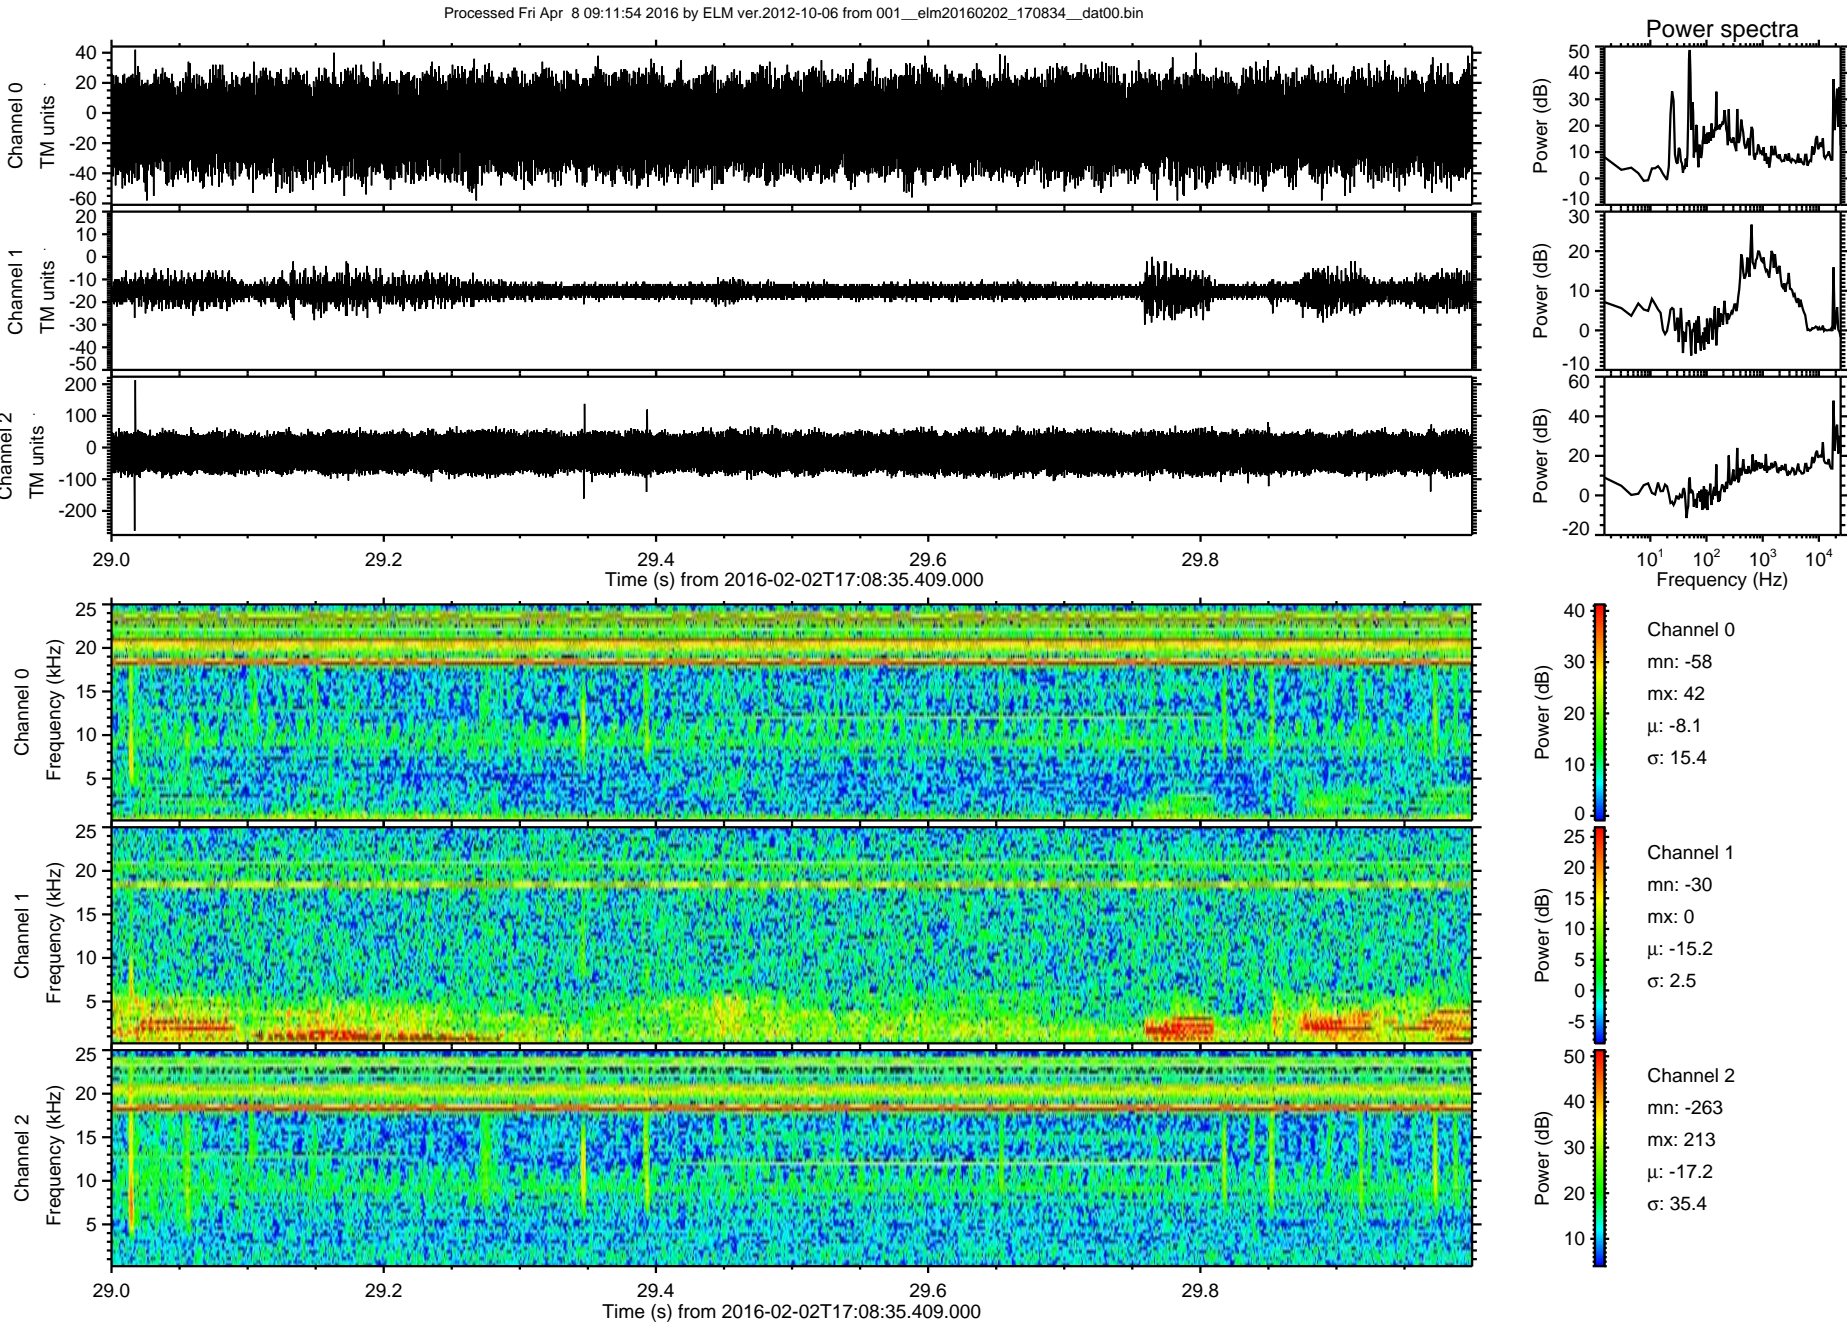 Processed Fri Apr 8 09:11:54 2016 by ELM ver.2012-10-06 from 001__elm20160202_170834__dat00.bin
Power spectra
Channel 0
TM units
40
20
0
-20
-40
-60
Power (dB)
50
40
30
20
10
0
-10
Channel 1
TM units
20
10
0
-10
-20
-30
-40
-50
Power (dB)
30
20
10
0
-10
Channel 2
TM units
200
100
0
-100
-200
Power (dB)
60
40
20
0
-20
29.0 29.2 29.4 29.6 29.8
Time (s) from 2016-02-02T17:08:35.409.000
10^1 10^2 10^3 10^4
Frequency (Hz)
Channel 0
Frequency (kHz)
25
20
15
10
5
Power (dB)
40
30
20
10
0
Channel 0
mn: -58
mx: 42
μ: -8.1
σ: 15.4
Channel 1
Frequency (kHz)
25
20
15
10
5
Power (dB)
25
20
15
10
5
0
-5
Channel 1
mn: -30
mx: 0
μ: -15.2
σ: 2.5
Channel 2
Frequency (kHz)
25
20
15
10
5
Power (dB)
50
40
30
20
10
Channel 2
mn: -263
mx: 213
μ: -17.2
σ: 35.4
29.0 29.2 29.4 29.6 29.8
Time (s) from 2016-02-02T17:08:35.409.000